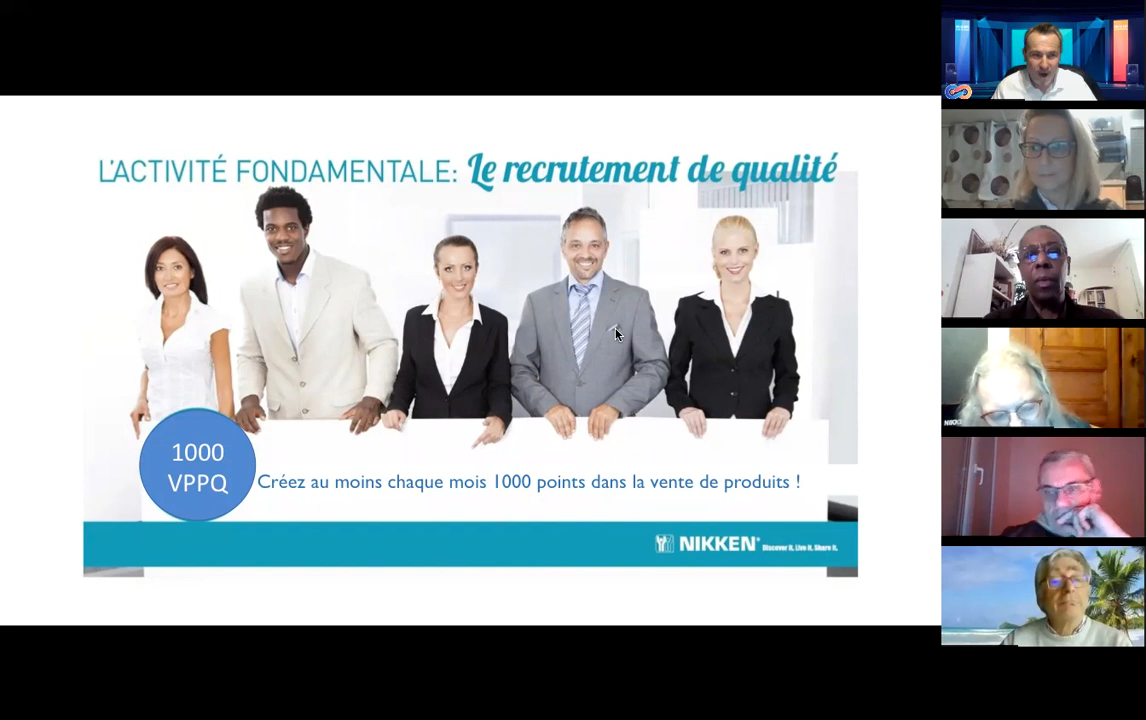 L'ACTIVITÉ FONDAMENTALE: Le recrutement de qualité
1000
VPPQ
Créez au moins chaque mois 1000 points dans la vente de produits !
NIKKEN® Discover it. Live it. Share it.